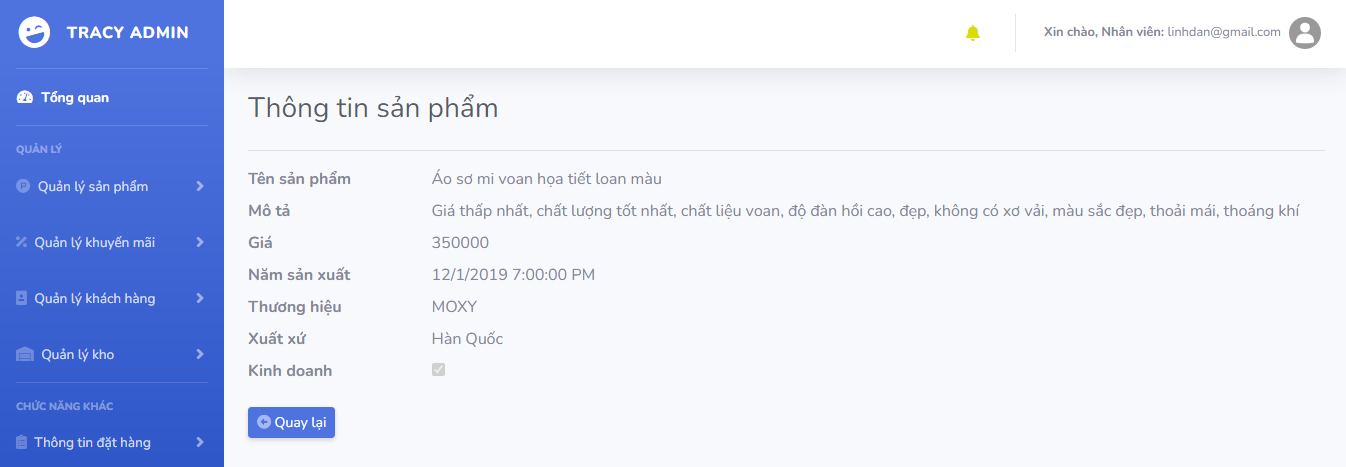 TRACY ADMIN
Xin chào, Nhân viên: linhdan@gmail.com
Tổng quan
QUẢN LÝ
Quản lý sản phẩm
Quản lý khuyến mãi
Quản lý khách hàng
Quản lý kho
CHỨC NĂNG KHÁC
Thông tin đặt hàng
Thông tin sản phẩm
Tên sản phẩm Áo sơ mi voan họa tiết loan màu
Mô tả Giá thấp nhất, chất lượng tốt nhất, chất liệu voan, độ đàn hồi cao, đẹp, không có xơ vải, màu sắc đẹp, thoải mái, thoáng khí
Giá 350000
Năm sản xuất 12/1/2019 7:00:00 PM
Thương hiệu MOXY
Xuất xứ Hàn Quốc
Kinh doanh
Quay lại